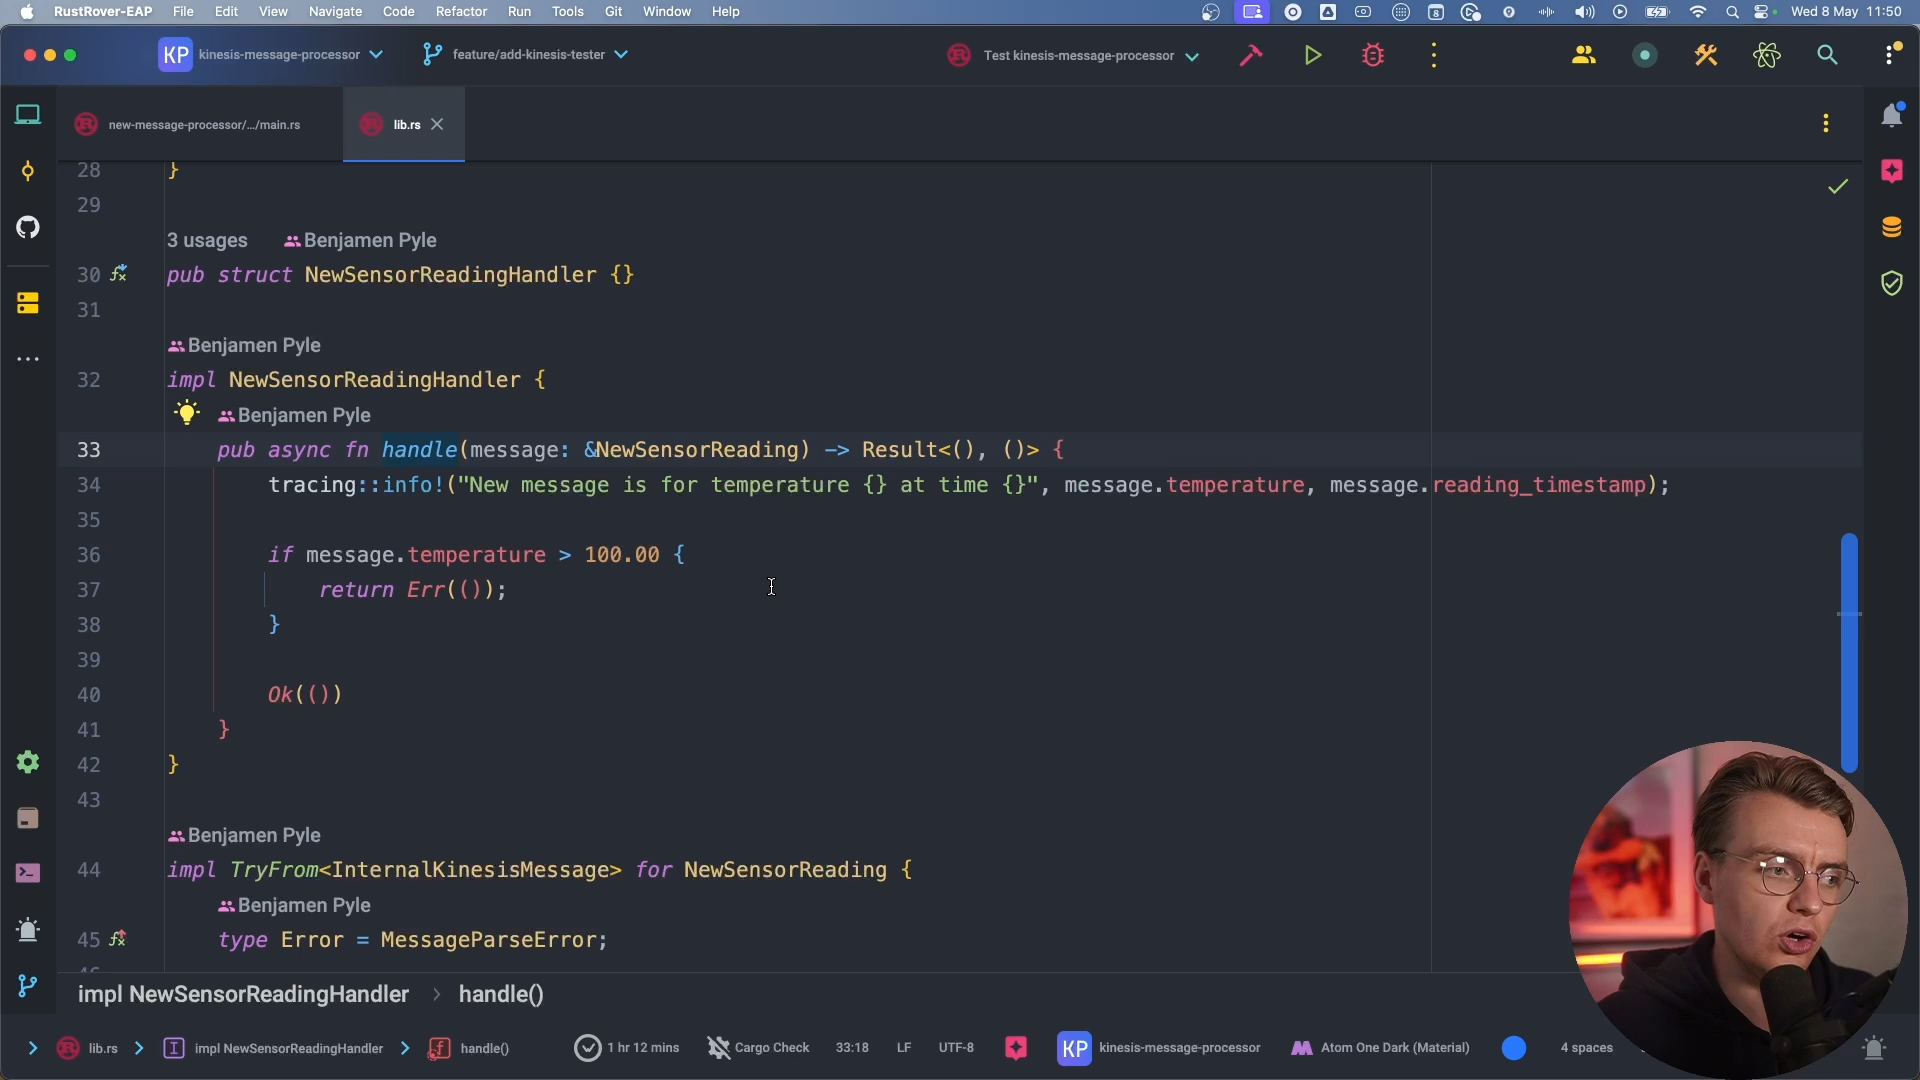 RustRover-EAP File Edit View Navigate Code Refactor Run Tools Git Window Help Wed 8 May 11:50
KP kinesis-message-processor feature/add-kinesis-tester Test kinesis-message-processor
new-message-processor/.../main.rs lib.rs
28 }
29
3 usages Benjamen Pyle
30 pub struct NewSensorReadingHandler {}
31
Benjamen Pyle
32 impl NewSensorReadingHandler {
Benjamen Pyle
33 pub async fn handle(message: &NewSensorReading) -> Result<(), ()> {
34 tracing::info!("New message is for temperature {} at time {}", message.temperature, message.reading_timestamp);
35
36 if message.temperature > 100.00 {
37 return Err(());
38 }
39
40 Ok(())
41 }
42 }
43
Benjamen Pyle
44 impl TryFrom<InternalKinesisMessage> for NewSensorReading {
Benjamen Pyle
45 type Error = MessageParseError;
impl NewSensorReadingHandler > handle()
lib.rs impl NewSensorReadingHandler handle() 1 hr 12 mins Cargo Check 33:18 LF UTF-8 KP kinesis-message-processor Atom One Dark (Material) 4 spaces